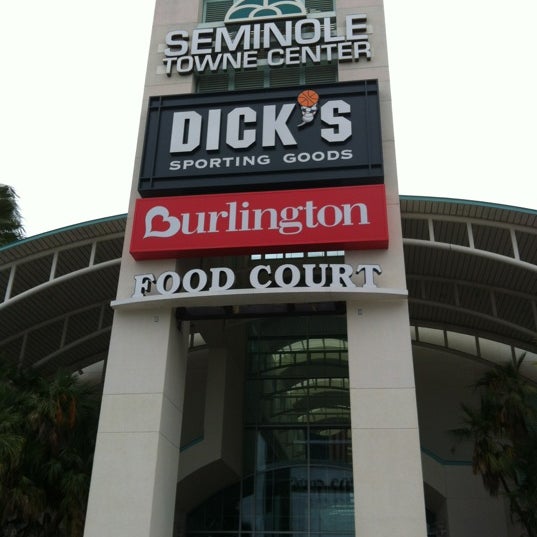 SEMINOLE
TOWNE CENTER
DICK'S
SPORTING GOODS
Burlington
FOOD COURT